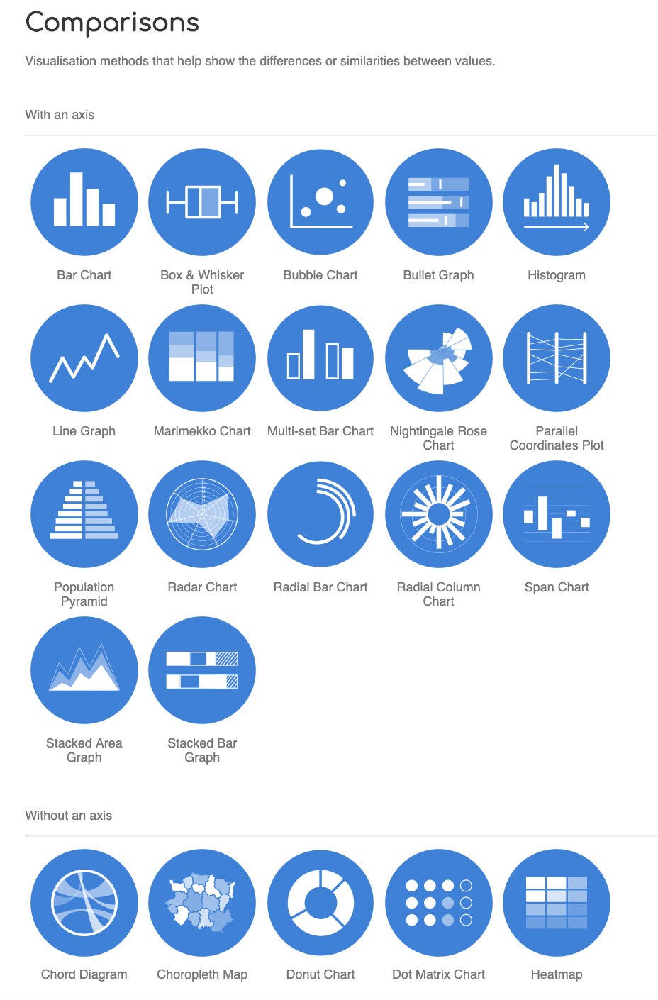 Comparisons
Visualisation methods that help show the differences or similarities between values.
With an axis
Bar Chart
Box & Whisker
Plot
Bubble Chart
Bullet Graph
Histogram
Line Graph
Marimekko Chart
Multi-set Bar Chart
Nightingale Rose
Chart
Parallel
Coordinates Plot
Population
Pyramid
Radar Chart
Radial Bar Chart
Radial Column
Chart
Span Chart
Stacked Area
Graph
Stacked Bar
Graph
Without an axis
Chord Diagram
Choropleth Map
Donut Chart
Dot Matrix Chart
Heatmap